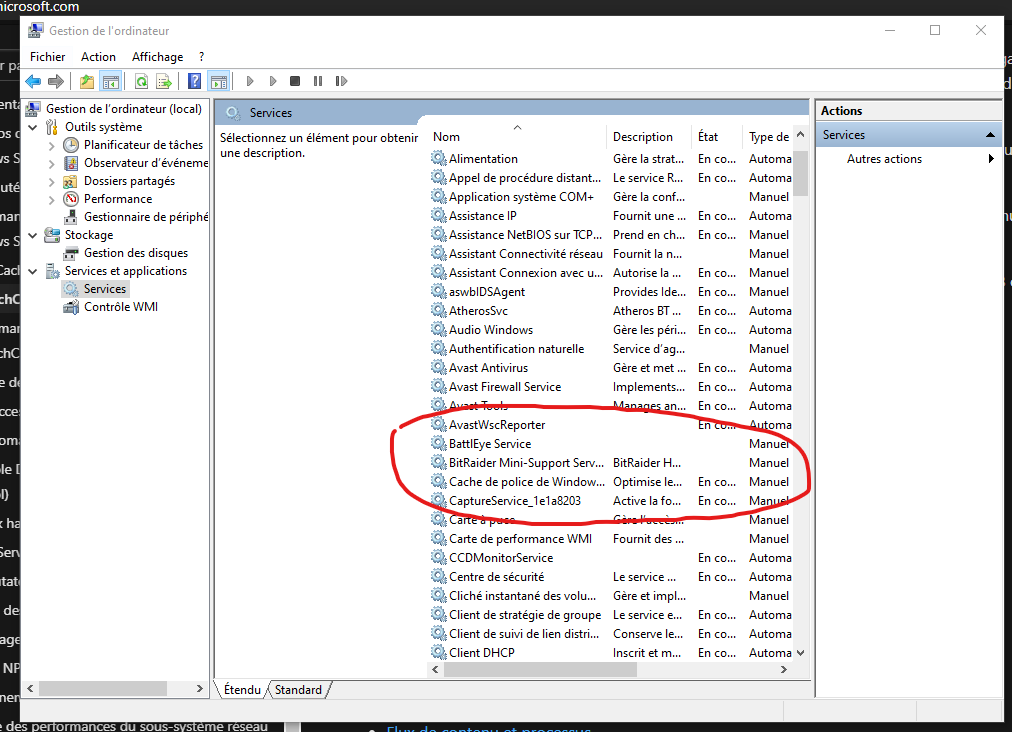 microsoft.com
Gestion de l'ordinateur
Fichier Action Affichage ?
Gestion de l'ordinateur (local)
Outils système
Planificateur de tâches
Observateur d'événeme
Dossiers partagés
Performance
Gestionnaire de périphé
Stockage
Gestion des disques
Services et applications
Services
Contrôle WMI
Services
Sélectionnez un élément pour obtenir
une description.
Nom Description État Type de
Alimentation Gère la strat... En co... Automa
Appel de procédure distant... Le service R... En co... Automa
Application système COM+ Gère la conf... Manuel
Assistance IP Fournit une ... En co... Automa
Assistance NetBIOS sur TCP... Prend en ch... En co... Manuel
Assistant Connectivité réseau Fournit la n... Manuel
Assistant Connexion avec u... Autorise la ... En co... Manuel
aswbIDSAgent Provides Ide... En co... Manuel
AtherosSvc Atheros BT ... En co... Automa
Audio Windows Gère les péri... En co... Automa
Authentification naturelle Service d'ag... Manuel
Avast Antivirus Gère et met ... En co... Automa
Avast Firewall Service Implements... En co... Automa
Avast Tools Manages an... En co... Automa
AvastWscReporter En co... Automa
BattlEye Service Manuel
BitRaider Mini-Support Serv... BitRaider H... Manuel
Cache de police de Window... Optimise le... En co... Manuel
CaptureService_1e1a8203 Active la fo... En co... Manuel
Carte à puce Gère l'accès... Manuel
Carte de performance WMI Fournit des ... Manuel
CCDMonitorService En co... Automa
Centre de sécurité Le service ... En co... Automa
Cliché instantané des volu... Gère et impl... Manuel
Client de stratégie de groupe Le service e... En co... Automa
Client de suivi de lien distri... Conserve le... En co... Automa
Client DHCP Inscrit et m... En co... Automa
Étendu Standard
Actions
Services
Autres actions
e des performances du sous-système réseau
Flux de contenu et processus